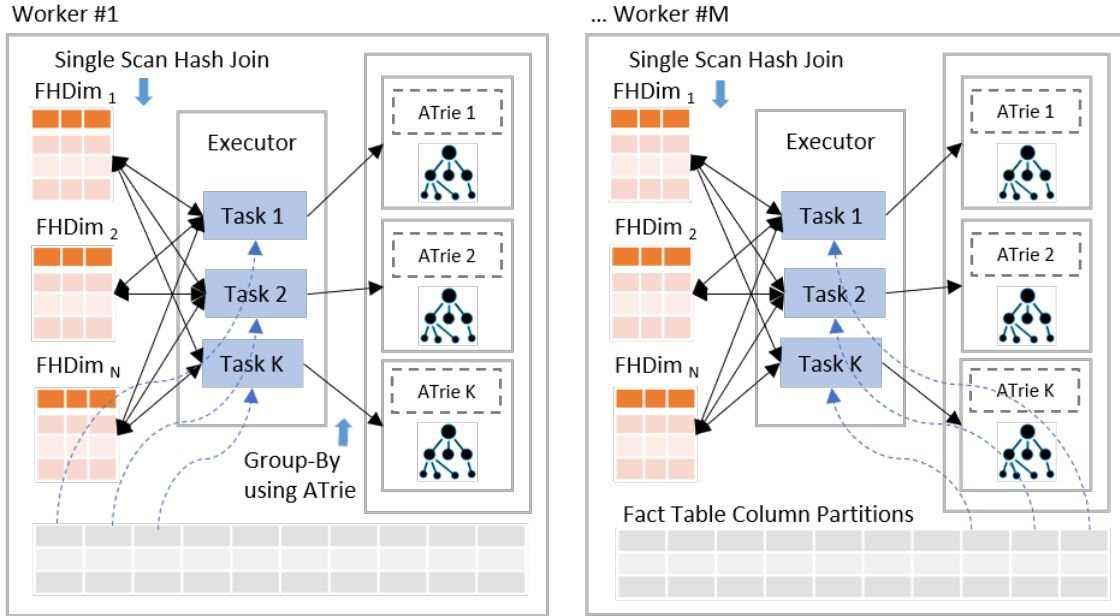 Worker #1
Single Scan Hash Join
FHDim 1
Executor
ATrie 1
Task 1
FHDim 2
ATrie 2
Task 2
FHDim N
Task K
ATrie K
Group-By
using ATrie
... Worker #M
Single Scan Hash Join
FHDim 1
Executor
ATrie 1
Task 1
FHDim 2
ATrie 2
Task 2
FHDim N
Task K
ATrie K
Fact Table Column Partitions